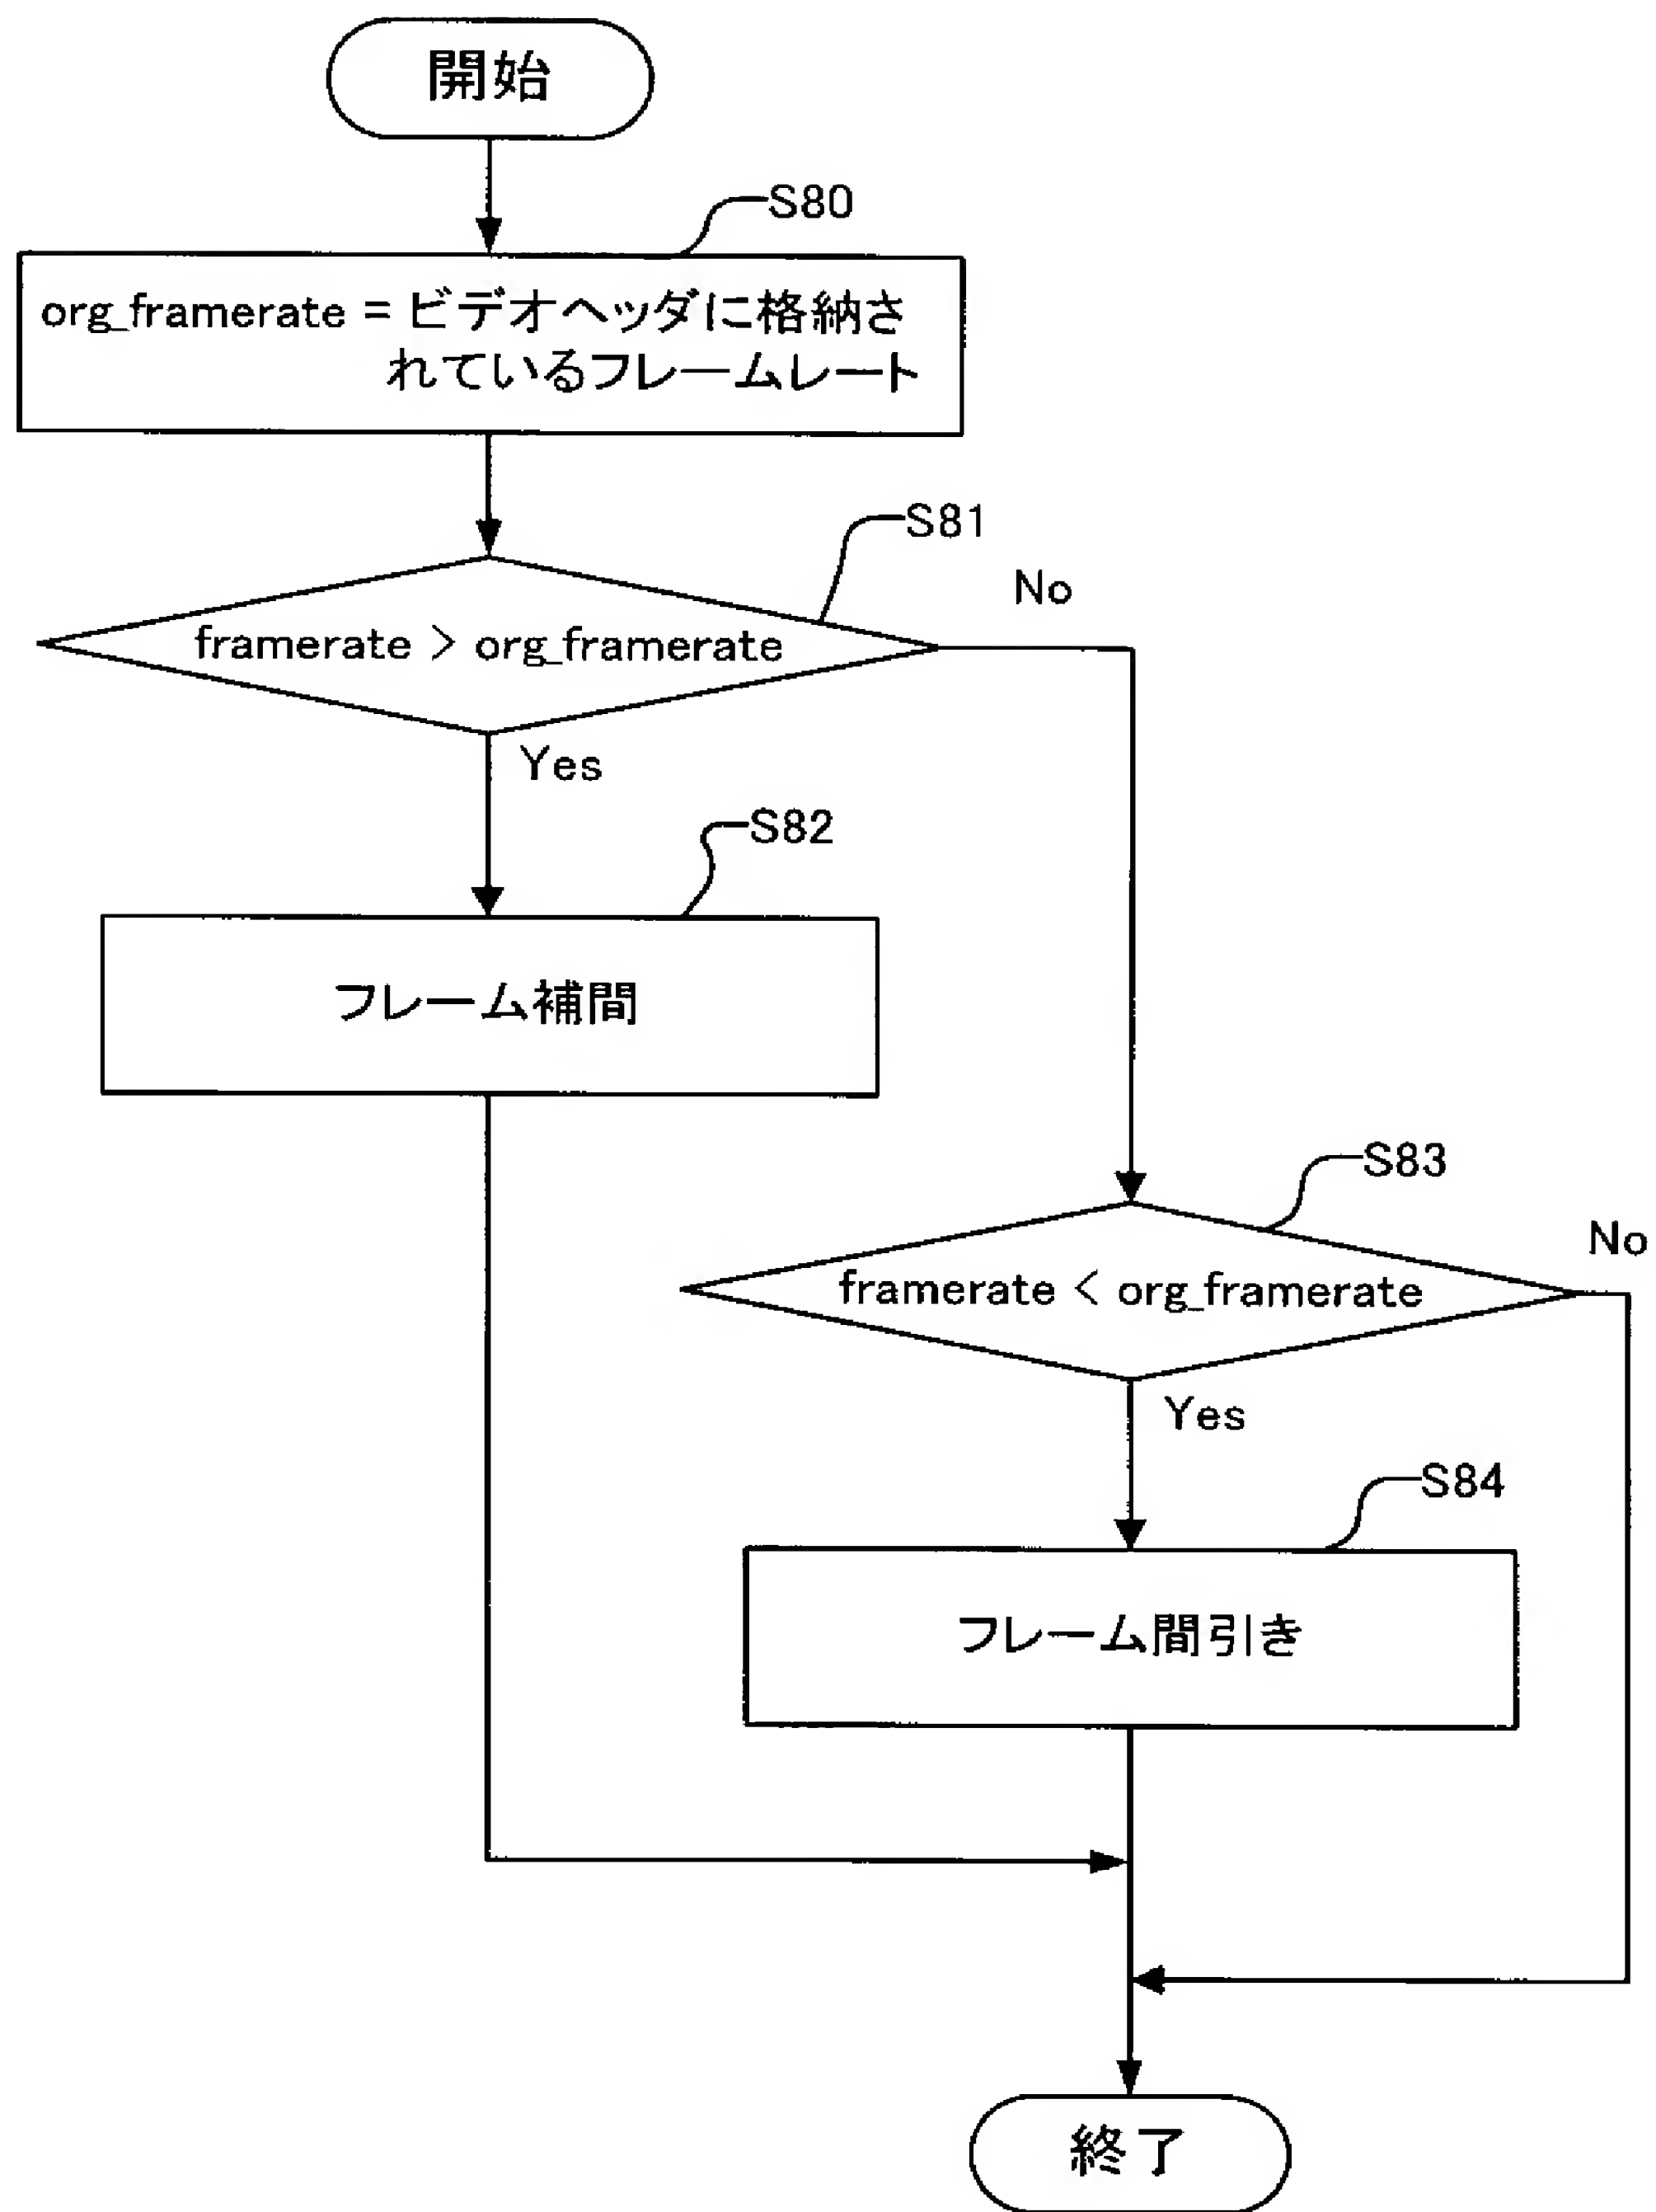 開始
S80
org_framerate = ビデオヘッダに格納さ
れているフレームレート
S81
No
framerate > org_framerate
Yes
S82
フレーム補間
S83
No
framerate < org_framerate
Yes
S84
フレーム間引き
終了